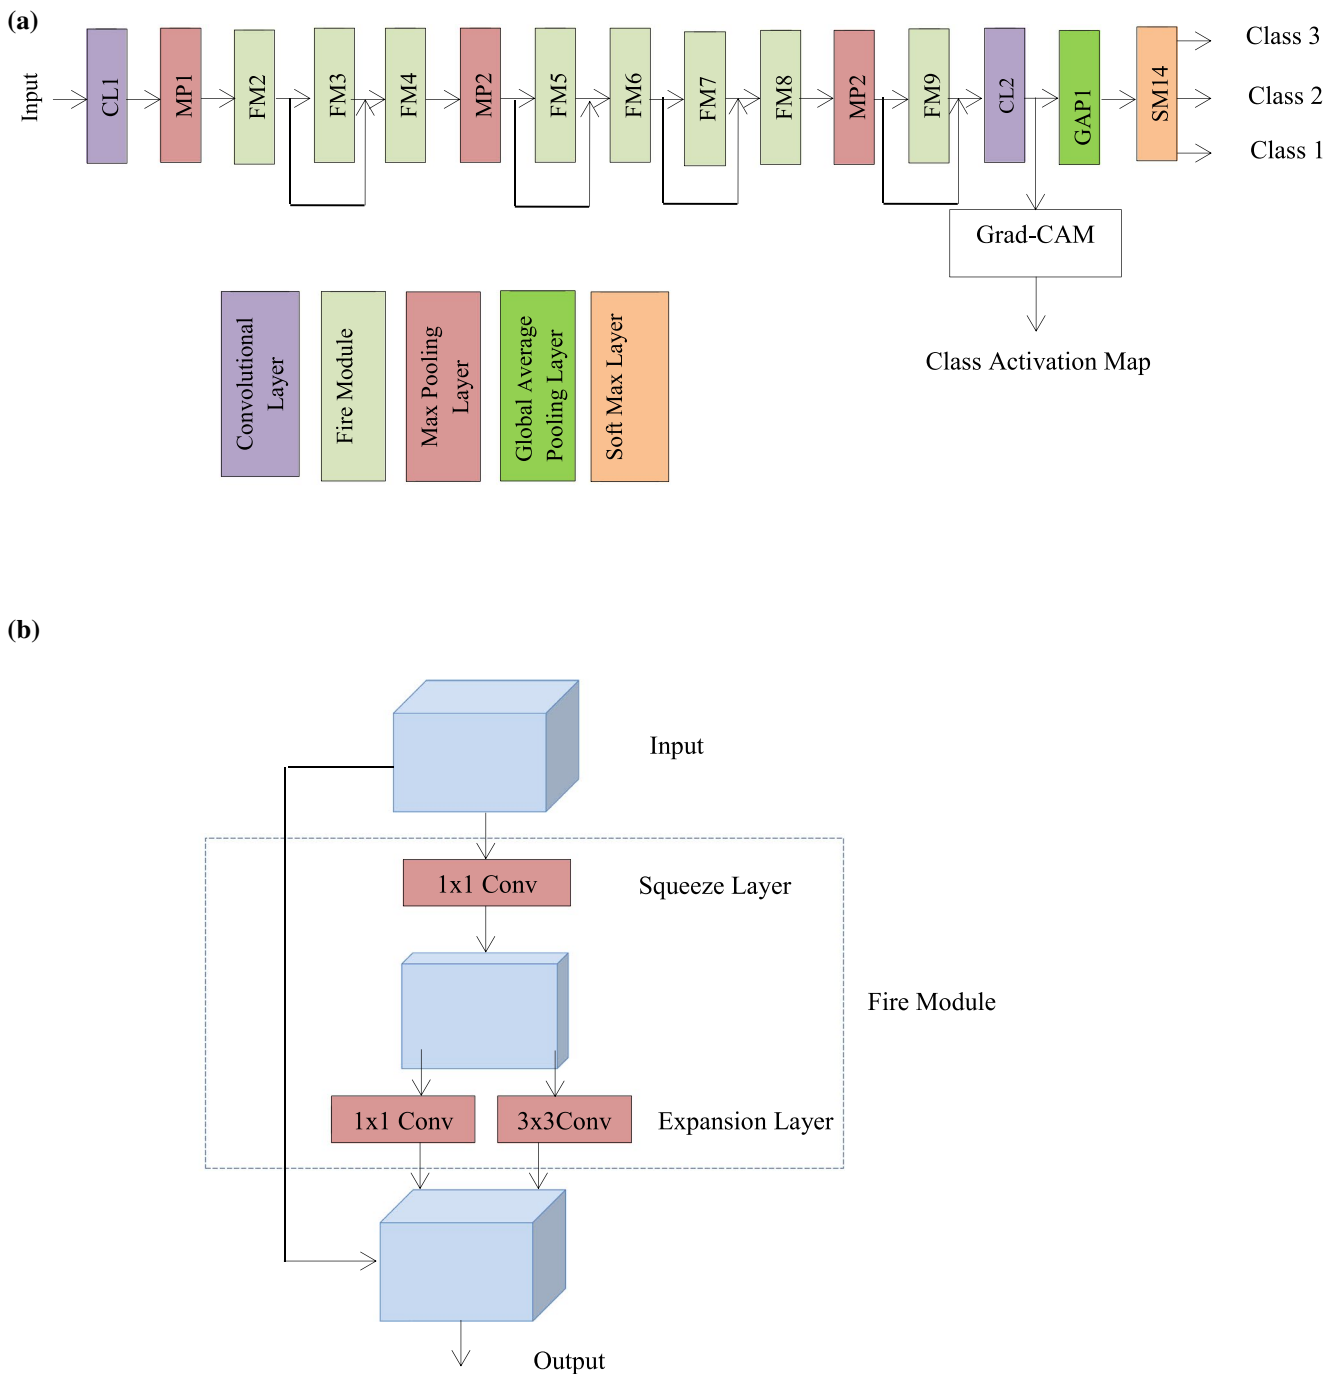 (a)
Input
CL1
MP1
FM2
FM3
FM4
MP2
FM5
FM6
FM7
FM8
MP2
FM9
CL2
GAP1
SM14
Class 3
Class 2
Class 1
Grad-CAM
Class Activation Map
Convolutional
Layer
Fire Module
Max Pooling
Layer
Global Average
Pooling Layer
Soft Max Layer
(b)
Input
1x1 Conv
Squeeze Layer
Fire Module
1x1 Conv
3x3Conv
Expansion Layer
Output